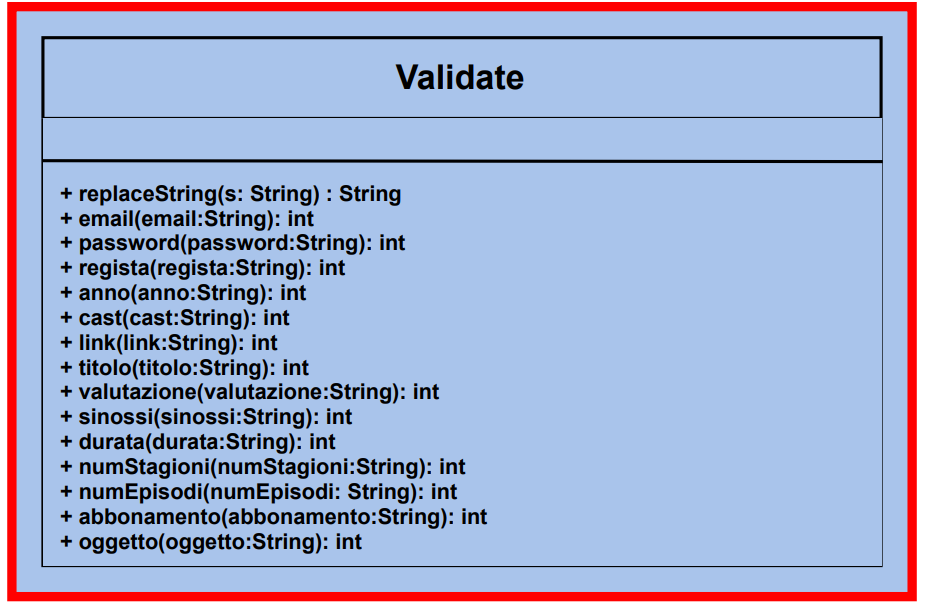 Validate
+ replaceString(s: String) : String
+ email(email:String): int
+ password(password:String): int
+ regista(regista:String): int
+ anno(anno:String): int
+ cast(cast:String): int
+ link(link:String): int
+ titolo(titolo:String): int
+ valutazione(valutazione:String): int
+ sinossi(sinossi:String): int
+ durata(durata:String): int
+ numStagioni(numStagioni:String): int
+ numEpisodi(numEpisodi: String): int
+ abbonamento(abbonamento:String): int
+ oggetto(oggetto:String): int